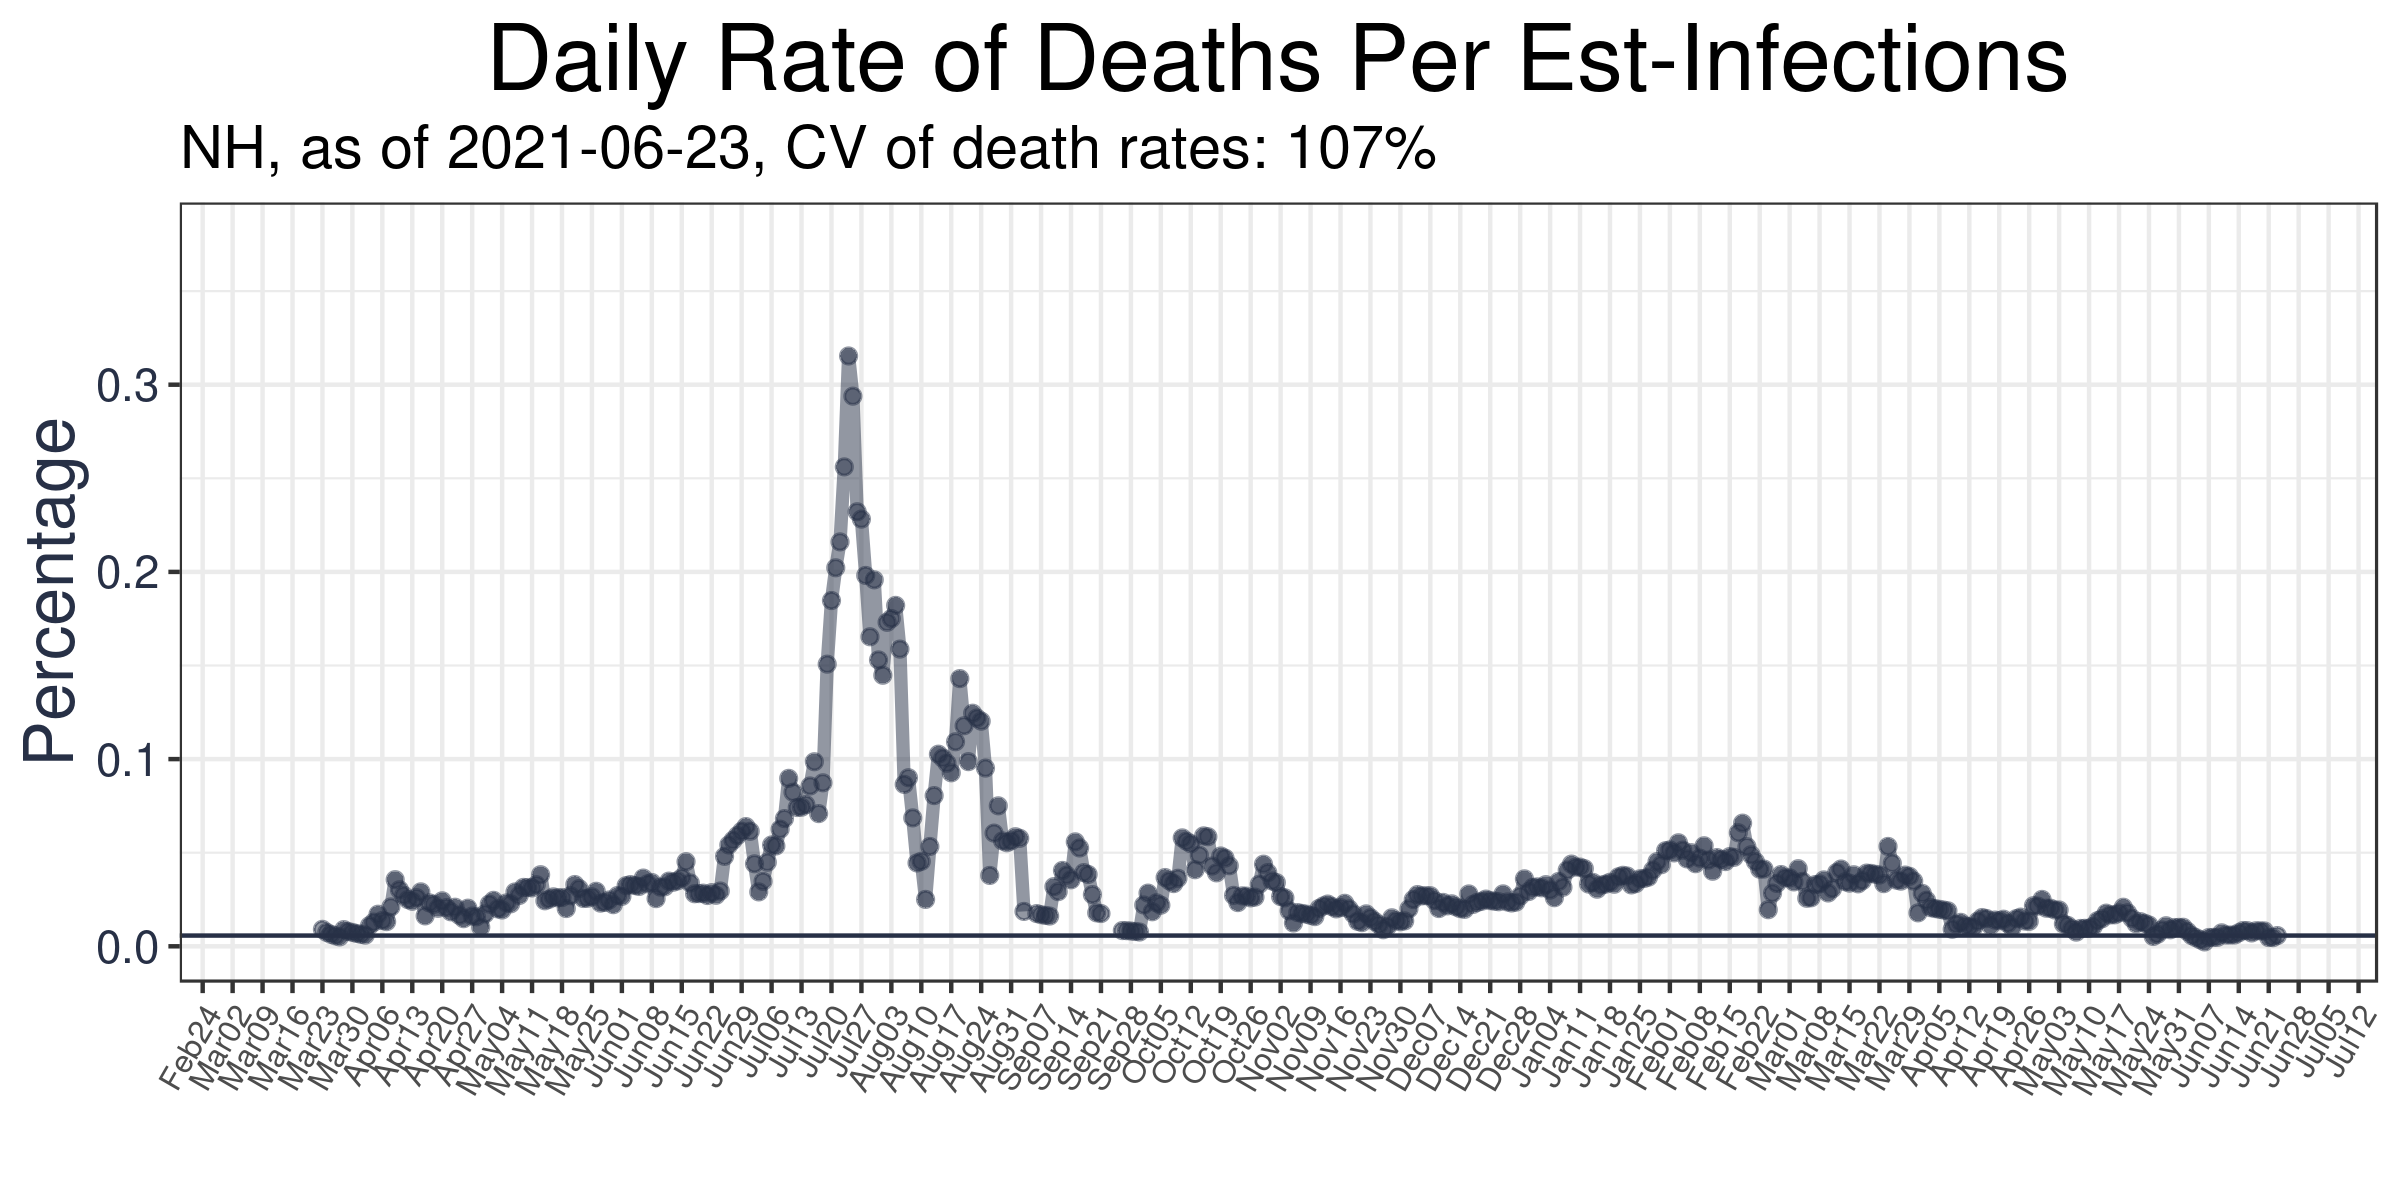 Daily Rate of Deaths Per Est-Infections
NH, as of 2021-06-23, CV of death rates: 107%
Percentage
0.3
0.2
0.1
0.0
Feb24
Mar02
Mar09
Mar16
Mar23
Mar30
Apr06
Apr13
Apr20
Apr27
May04
May11
May18
May25
Jun01
Jun08
Jun15
Jun22
Jun29
Jul06
Jul13
Jul20
Jul27
Aug03
Aug10
Aug17
Aug24
Aug31
Sep07
Sep14
Sep21
Sep28
Oct05
Oct12
Oct19
Oct26
Nov02
Nov09
Nov16
Nov23
Nov30
Dec07
Dec14
Dec21
Dec28
Jan04
Jan11
Jan18
Jan25
Feb01
Feb08
Feb15
Feb22
Mar01
Mar08
Mar15
Mar22
Mar29
Apr05
Apr12
Apr19
Apr26
May03
May10
May17
May24
May31
Jun07
Jun14
Jun21
Jun28
Jul05
Jul12